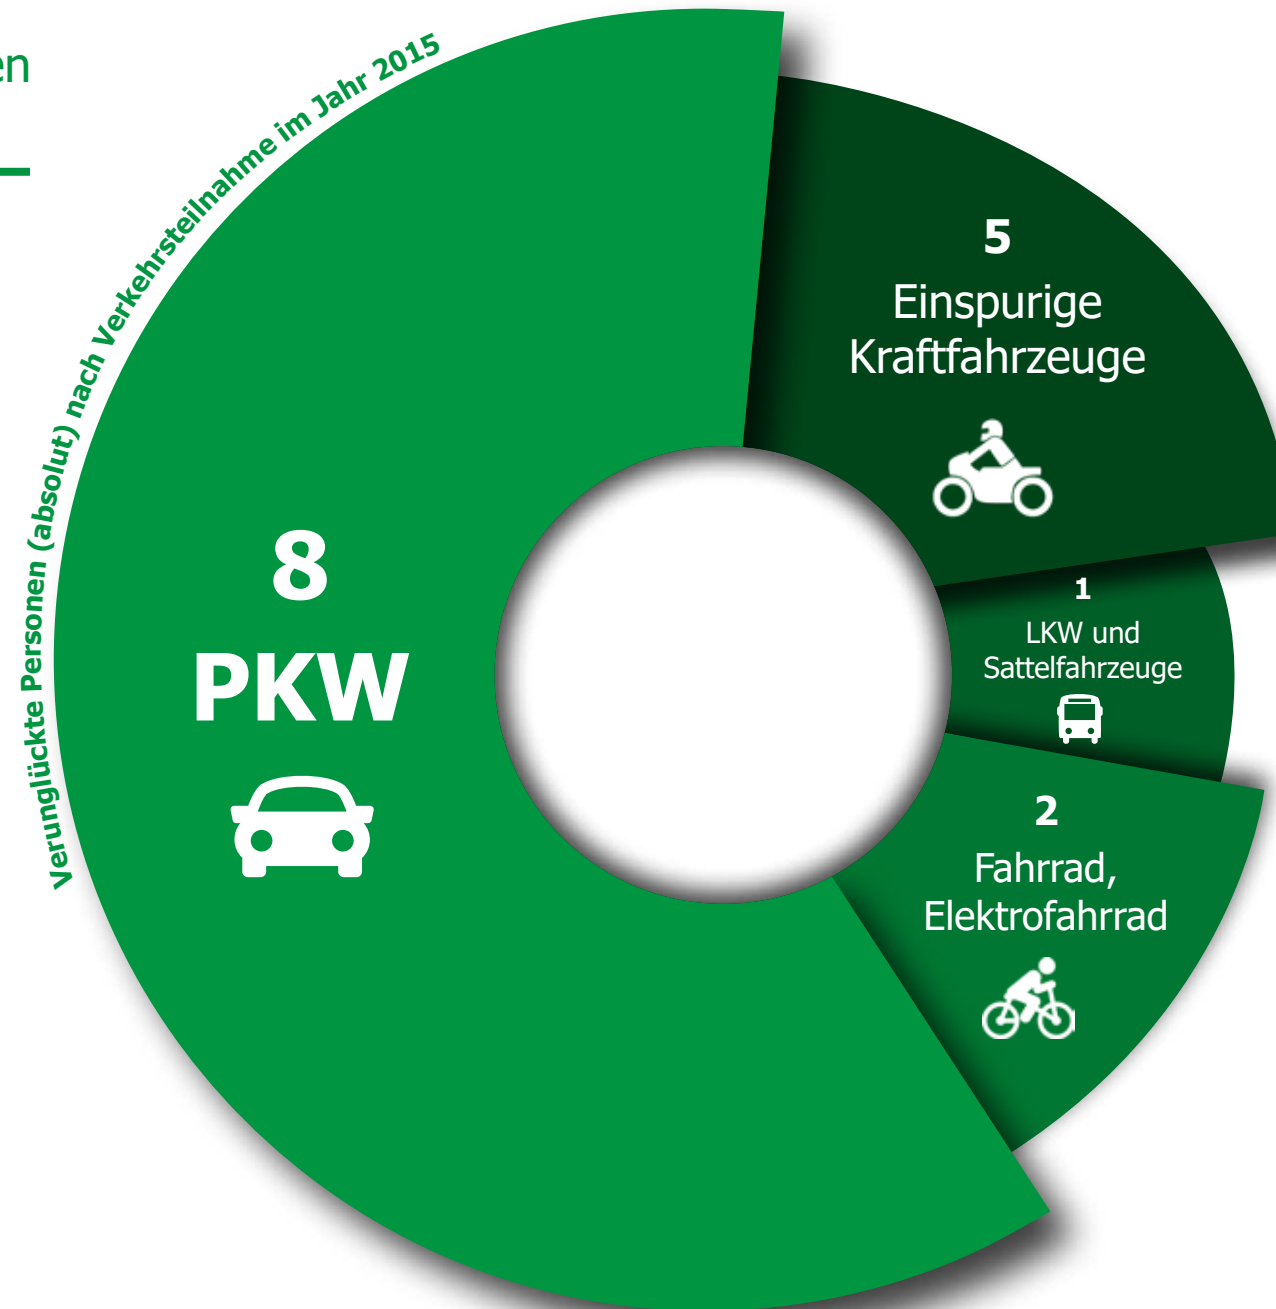 en
Verunglückte Personen (absolut) nach Verkehrsteilnahme im Jahr 2015
5
Einspurige
Kraftfahrzeuge
8
PKW
1
LKW und
Sattelfahrzeuge
2
Fahrrad,
Elektrofahrrad